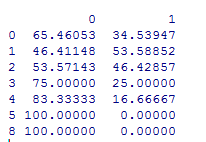 0 1
0 65.46053 34.53947
1 46.41148 53.58852
2 53.57143 46.42857
3 75.00000 25.00000
4 83.33333 16.66667
5 100.00000 0.00000
8 100.00000 0.00000